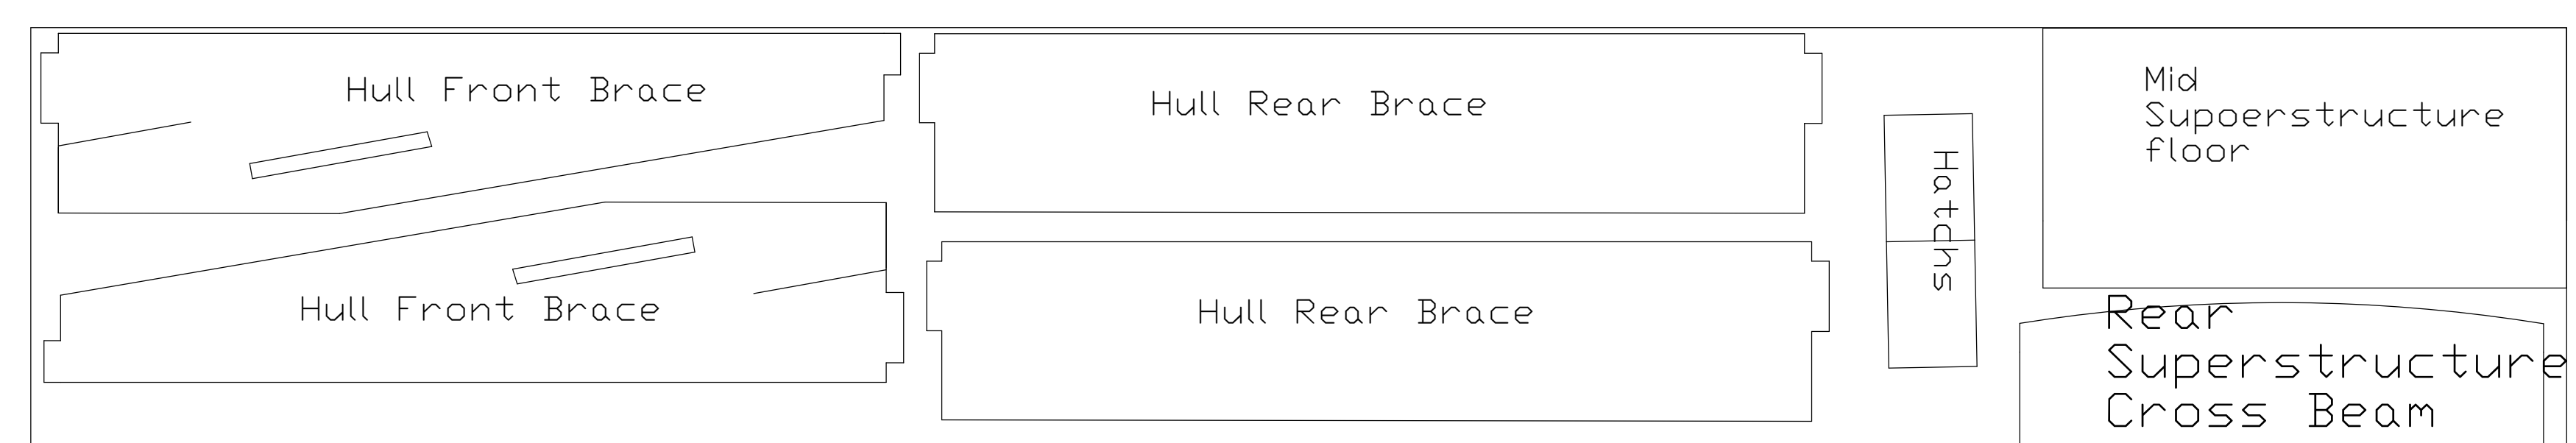 Hull Front Brace
Hull Rear Brace
Hatchs
Mid
Supoerstructure
floor
Hull Front Brace
Hull Rear Brace
Rear
Superstructure
Cross Beam